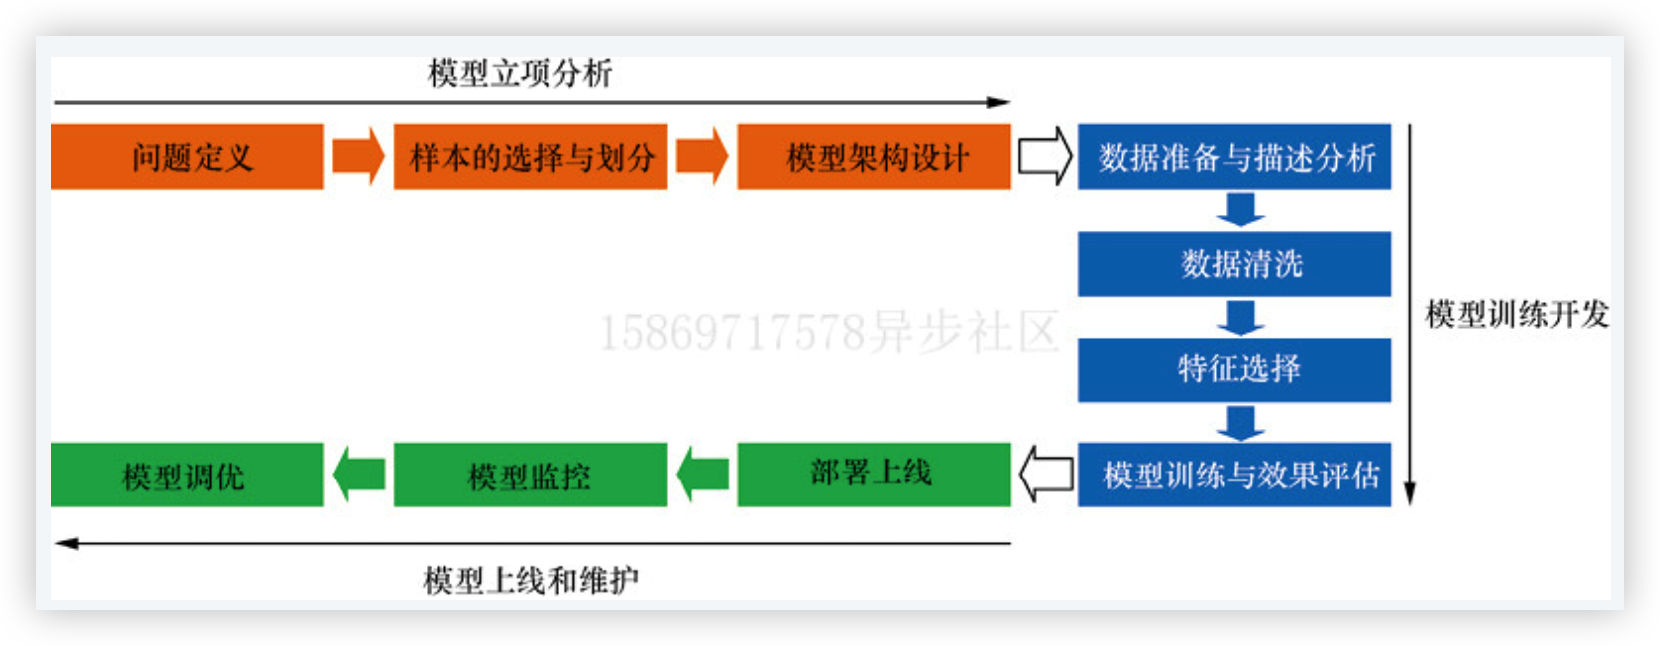 模型立项分析
问题定义
样本的选择与划分
模型架构设计
数据准备与描述分析
数据清洗
特征选择
模型训练与效果评估
模型训练开发
15869717578异步社区
部署上线
模型监控
模型调优
模型上线和维护